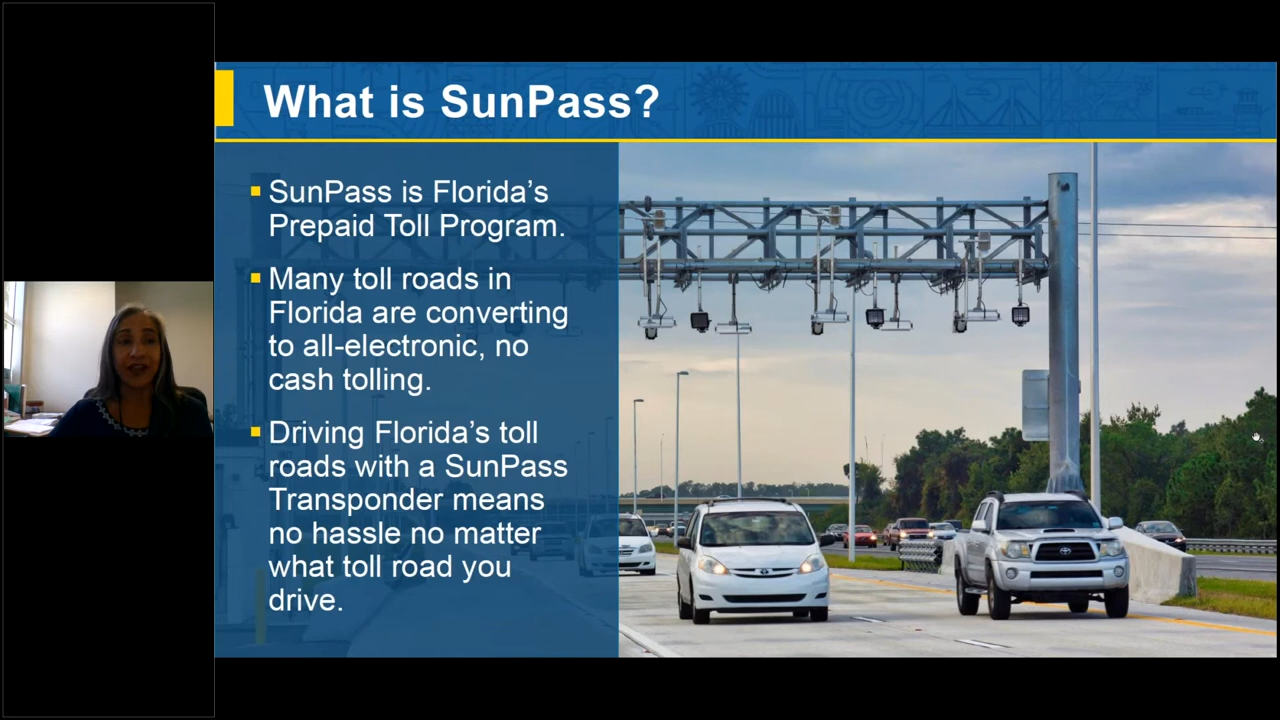 What is SunPass?
▪ SunPass is Florida’s
Prepaid Toll Program.
▪ Many toll roads in
Florida are converting
to all-electronic, no
cash tolling.
▪ Driving Florida’s toll
roads with a SunPass
Transponder means
no hassle no matter
what toll road you
drive.